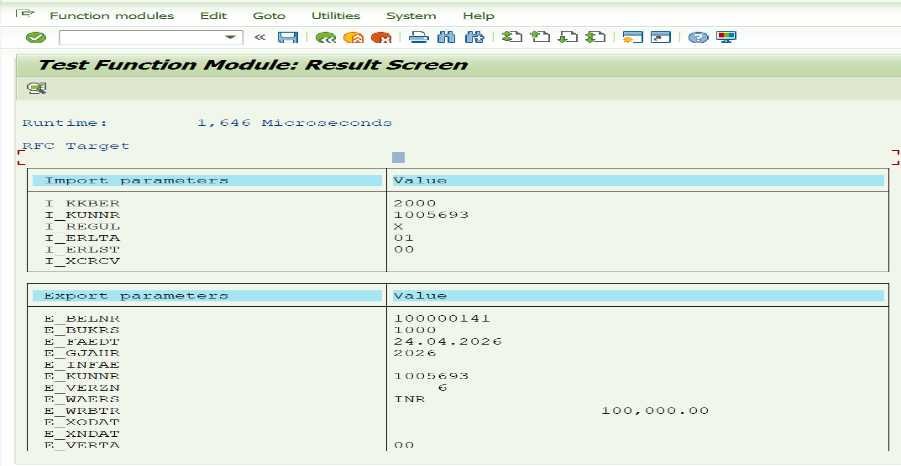 Function modules Edit Goto Utilities System Help
Test Function Module: Result Screen
Runtime: 1,646 Microseconds
RFC Target
Import parameters Value
I_KKBER 2000
I_KUNNR 1005693
I_REGUL X
I_ERLTA 01
I_ERLST 00
I_XCRCV
Export parameters Value
E_BELNR 100000141
E_BUKRS 1000
E_FAEDT 24.04.2026
E_GJAHR 2026
E_INFAE
E_KUNNR 1005693
E_VERZN 6
E_WAERS INR
E_WRBTR 100,000.00
E_XODAT
E_XNDAT
E_VERTA 00